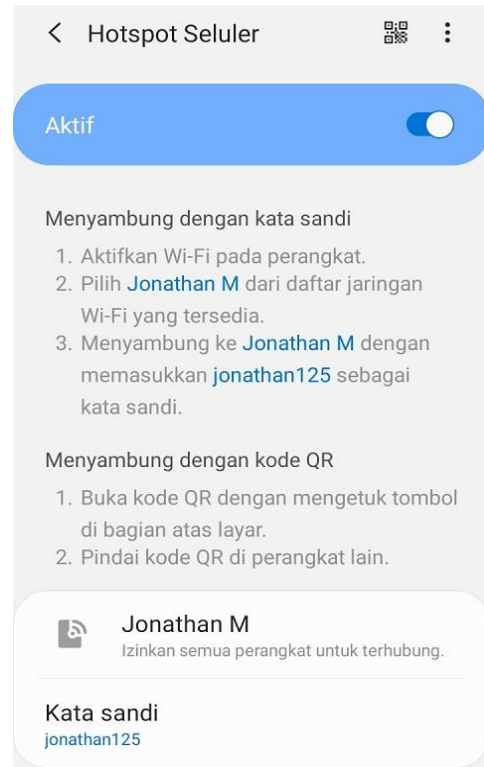 Hotspot Seluler
Aktif
Menyambung dengan kata sandi
1. Aktifkan Wi-Fi pada perangkat.
2. Pilih Jonathan M dari daftar jaringan
Wi-Fi yang tersedia.
3. Menyambung ke Jonathan M dengan
memasukkan jonathan125 sebagai
kata sandi.
Menyambung dengan kode QR
1. Buka kode QR dengan mengetuk tombol
di bagian atas layar.
2. Pindai kode QR di perangkat lain.
Jonathan M
Izinkan semua perangkat untuk terhubung.
Kata sandi
jonathan125